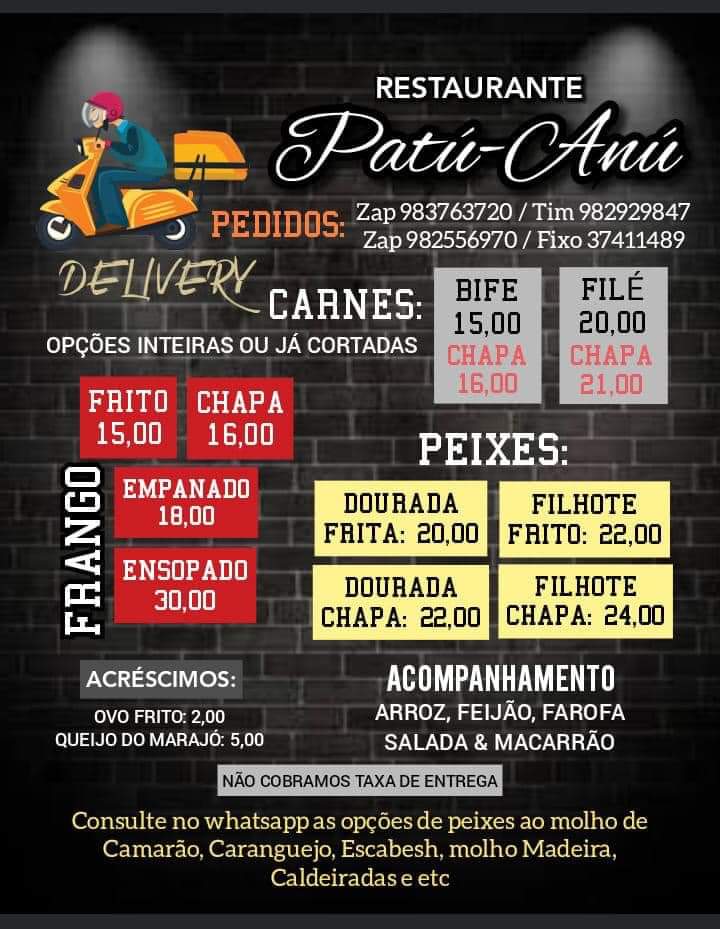 RESTAURANTE
Patú-Anú
PEDIDOS:
Zap 983763720 / Tim 982929847
Zap 982556970 / Fixo 37411489
DELIVERY
CARNES:
OPÇÕES INTEIRAS OU JÁ CORTADAS
BIFE
15,00
CHAPA
16,00
FILÉ
20,00
CHAPA
21,00
FRANGO
FRITO
15,00
CHAPA
16,00
EMPANADO
18,00
ENSOPADO
30,00
PEIXES:
DOURADA
FRITA: 20,00
FILHOTE
FRITO: 22,00
DOURADA
CHAPA: 22,00
FILHOTE
CHAPA: 24,00
ACRÉSCIMOS:
OVO FRITO: 2,00
QUEIJO DO MARAJÓ: 5,00
ACOMPANHAMENTO
ARROZ, FEIJÃO, FAROFA
SALADA & MACARRÃO
NÃO COBRAMOS TAXA DE ENTREGA
Consulte no whatsapp as opções de peixes ao molho de
Camarão, Caranguejo, Escabesh, molho Madeira,
Caldeiradas e etc